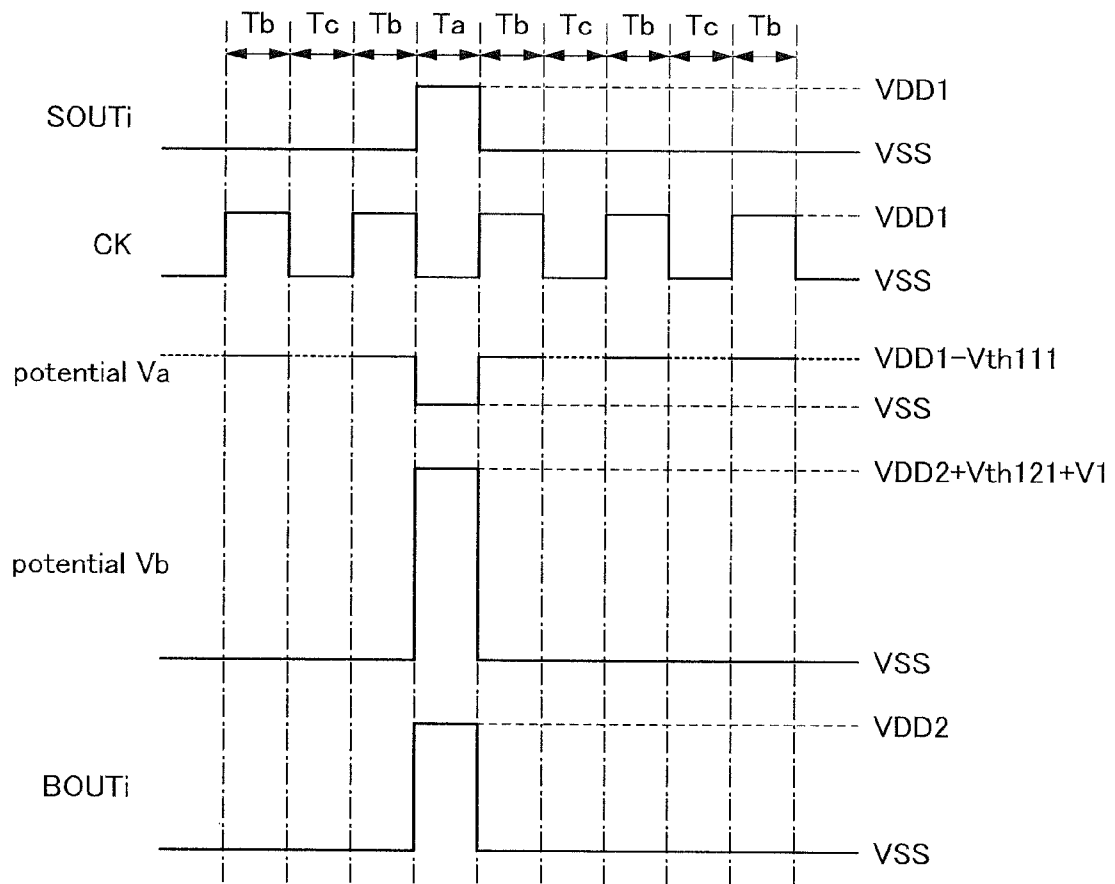 Tb Tc Tb Ta Tb Tc Tb Tc Tb
SOUTi
VDD1
VSS
CK
VDD1
VSS
potential Va
VDD1-Vth111
VSS
potential Vb
VDD2+Vth121+V1
VSS
BOUTi
VDD2
VSS